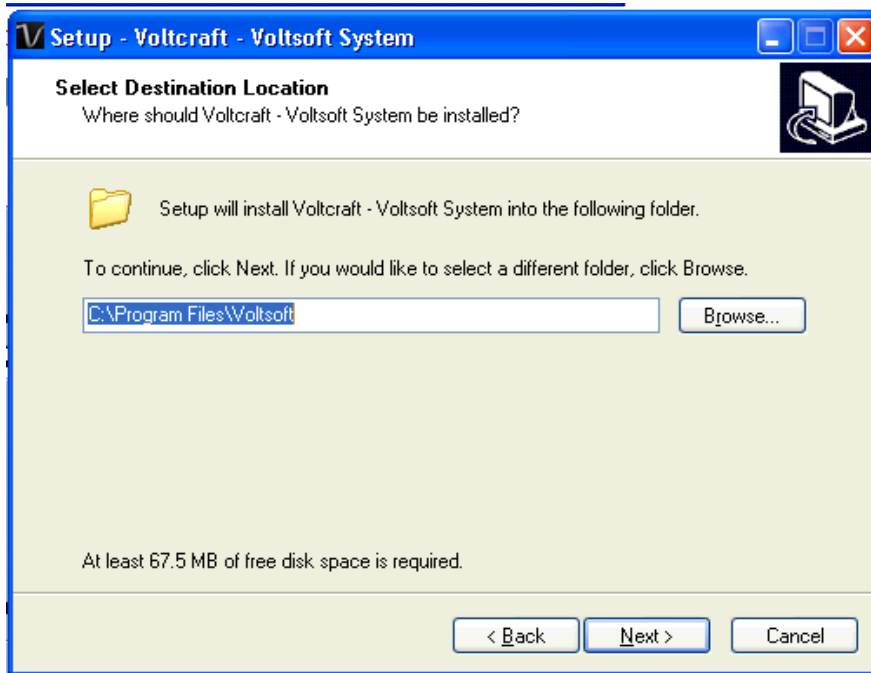 Setup - Voltcraft - Voltsoft System
Select Destination Location
Where should Voltcraft - Voltsoft System be installed?
Setup will install Voltcraft - Voltsoft System into the following folder.
To continue, click Next. If you would like to select a different folder, click Browse.
C:\Program Files\Voltsoft
Browse...
At least 67.5 MB of free disk space is required.
< Back
Next >
Cancel